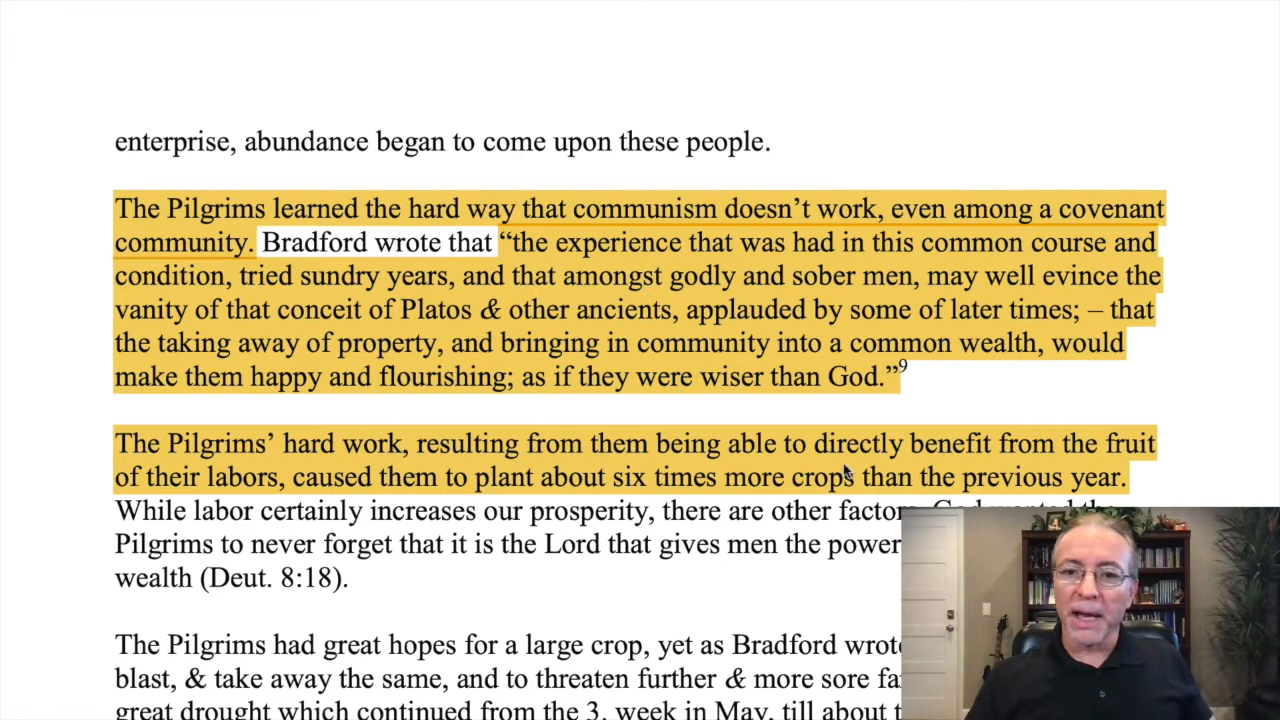 enterprise, abundance began to come upon these people.
The Pilgrims learned the hard way that communism doesn’t work, even among a covenant
community. Bradford wrote that “the experience that was had in this common course and
condition, tried sundry years, and that amongst godly and sober men, may well evince the
vanity of that conceit of Platos & other ancients, applauded by some of later times; – that
the taking away of property, and bringing in community into a common wealth, would
make them happy and flourishing; as if they were wiser than God.”9
The Pilgrims’ hard work, resulting from them being able to directly benefit from the fruit
of their labors, caused them to plant about six times more crops than the previous year.
While labor certainly increases our prosperity, there are other factors.
Pilgrims to never forget that it is the Lord that gives men the power
wealth (Deut. 8:18).
The Pilgrims had great hopes for a large crop, yet as Bradford wrote
blast, & take away the same, and to threaten further & more sore
great drought which continued from the 3. week in May, till about